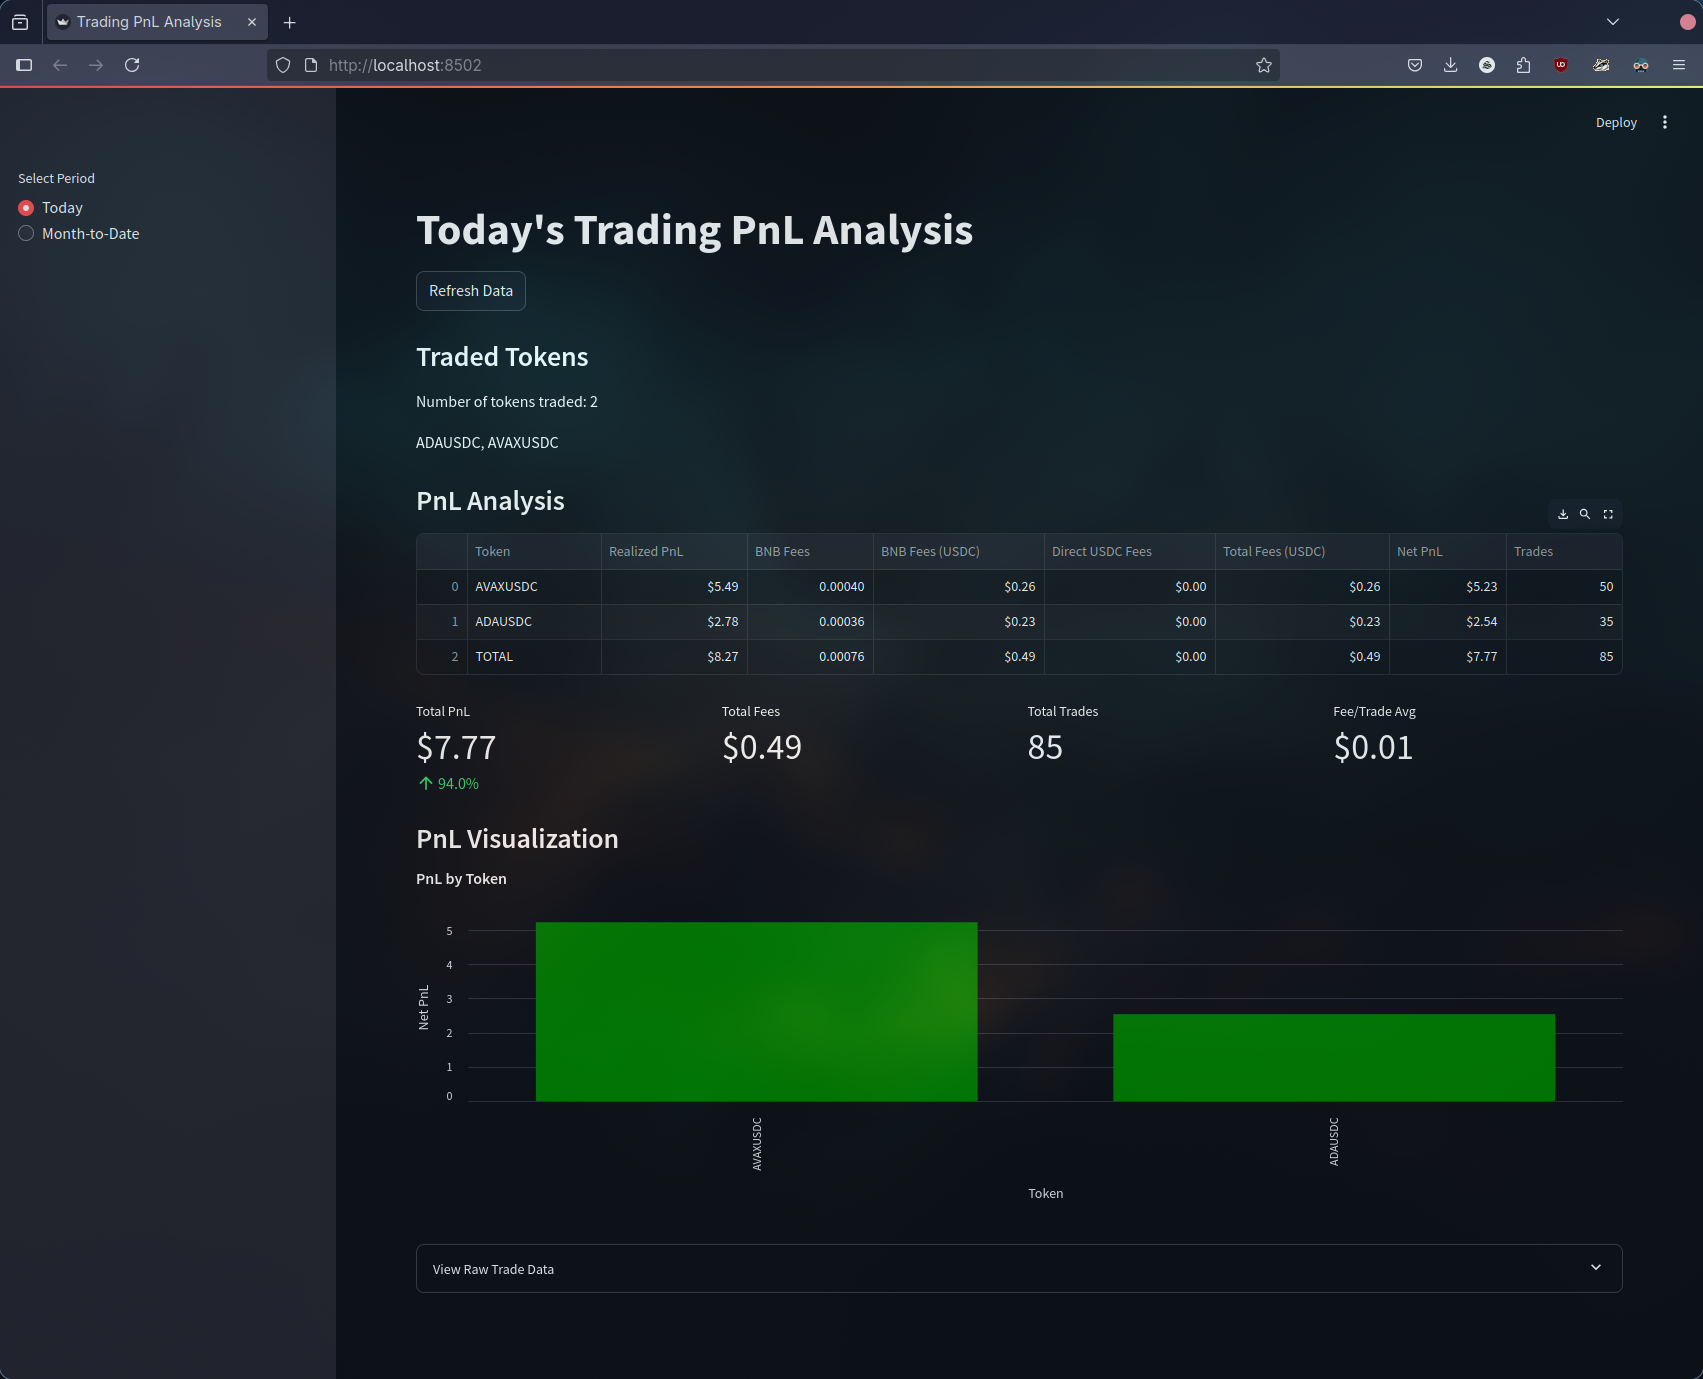 Trading PnL Analysis
http://localhost:8502
Deploy
Select Period
Today
Month-to-Date
Today's Trading PnL Analysis
Refresh Data
Traded Tokens
Number of tokens traded: 2
ADAUSDC, AVAXUSDC
PnL Analysis
Token Realized PnL BNB Fees BNB Fees (USDC) Direct USDC Fees Total Fees (USDC) Net PnL Trades
0 AVAXUSDC $5.49 0.00040 $0.26 $0.00 $0.26 $5.23 50
1 ADAUSDC $2.78 0.00036 $0.23 $0.00 $0.23 $2.54 35
2 TOTAL $8.27 0.00076 $0.49 $0.00 $0.49 $7.77 85
Total PnL Total Fees Total Trades Fee/Trade Avg
$7.77 $0.49 85 $0.01
↑ 94.0%
PnL Visualization
PnL by Token
5
4
3
2
1
0
Net PnL
AVAXUSDC ADAUSDC
Token
View Raw Trade Data